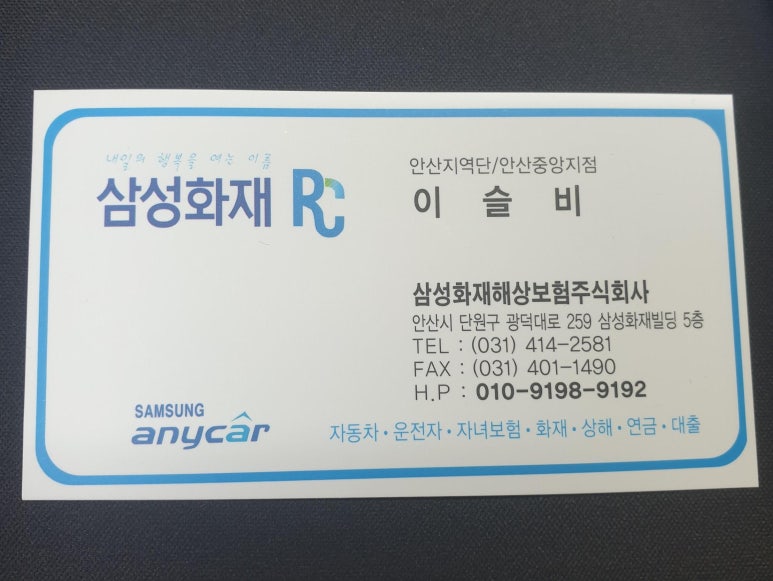 내일의 행복을 여는 이름
삼성화재 RC
안산지역단/안산중앙지점
이 슬 비
삼성화재해상보험주식회사
안산시 단원구 광덕대로 259 삼성화재빌딩 5층
TEL : (031) 414-2581
FAX : (031) 401-1490
H.P : 010-9198-9192
SAMSUNG
anycar
자동차·운전자·자녀보험·화재·상해·연금·대출